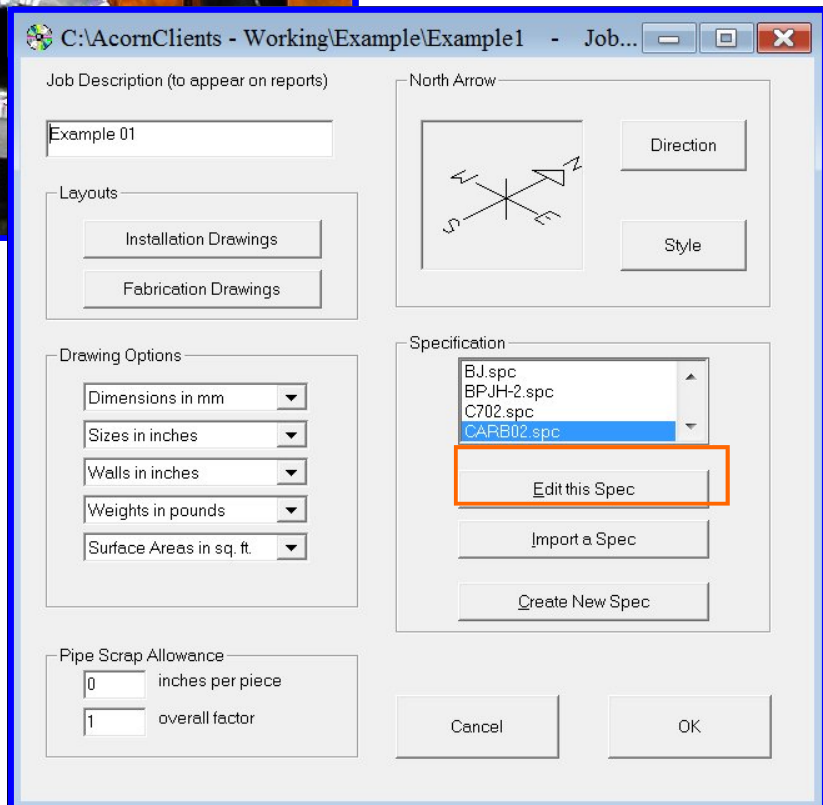 C:\AcornClients - Working\Example\Example1 - Job...
Job Description (to appear on reports)
Example 01
Layouts
Installation Drawings
Fabrication Drawings
Drawing Options
Dimensions in mm
Sizes in inches
Walls in inches
Weights in pounds
Surface Areas in sq. ft.
Pipe Scrap Allowance
0 inches per piece
1 overall factor
North Arrow
W
N
S
E
Direction
Style
Specification
BJ.spc
BPJH-2.spc
C702.spc
CARB02.spc
Edit this Spec
Import a Spec
Create New Spec
Cancel
OK